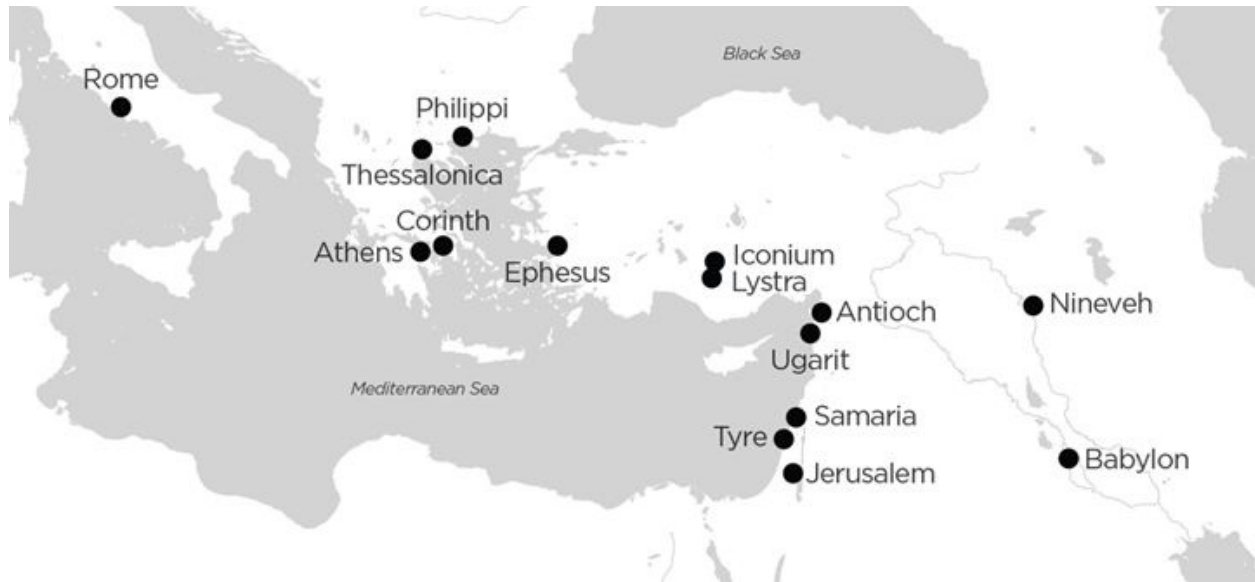 Black Sea
Rome
Philippi
Thessalonica
Corinth
Athens
Ephesus
Iconium
Lystra
Antioch
Nineveh
Ugarit
Mediterranean Sea
Samaria
Tyre
Babylon
Jerusalem